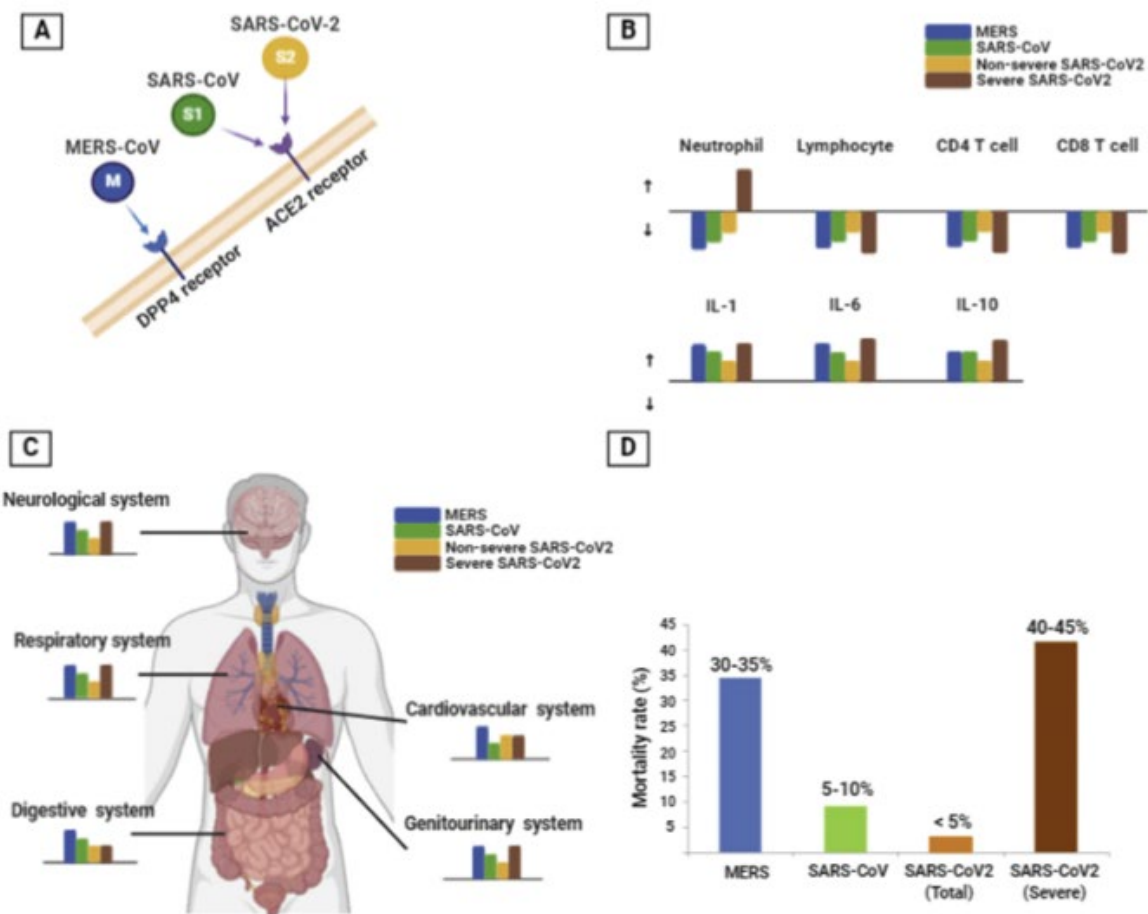 A
SARS-CoV-2
S2
SARS-CoV
S1
MERS-CoV
M
ACE2 receptor
DPP4 receptor
B
MERS
SARS-CoV
Non-severe SARS-CoV2
Severe SARS-CoV2
Neutrophil Lymphocyte CD4 T cell CD8 T cell
↑
↓
IL-1 IL-6 IL-10
↑
↓
C
Neurological system
MERS
SARS-CoV
Non-severe SARS-CoV2
Severe SARS-CoV2
Respiratory system
Cardiovascular system
Digestive system
Genitourinary system
D
Mortality rate (%)
45
40
35
30
25
20
15
10
5
30-35%
5-10%
< 5%
40-45%
MERS
SARS-CoV
SARS-CoV2
(Total)
SARS-CoV2
(Severe)